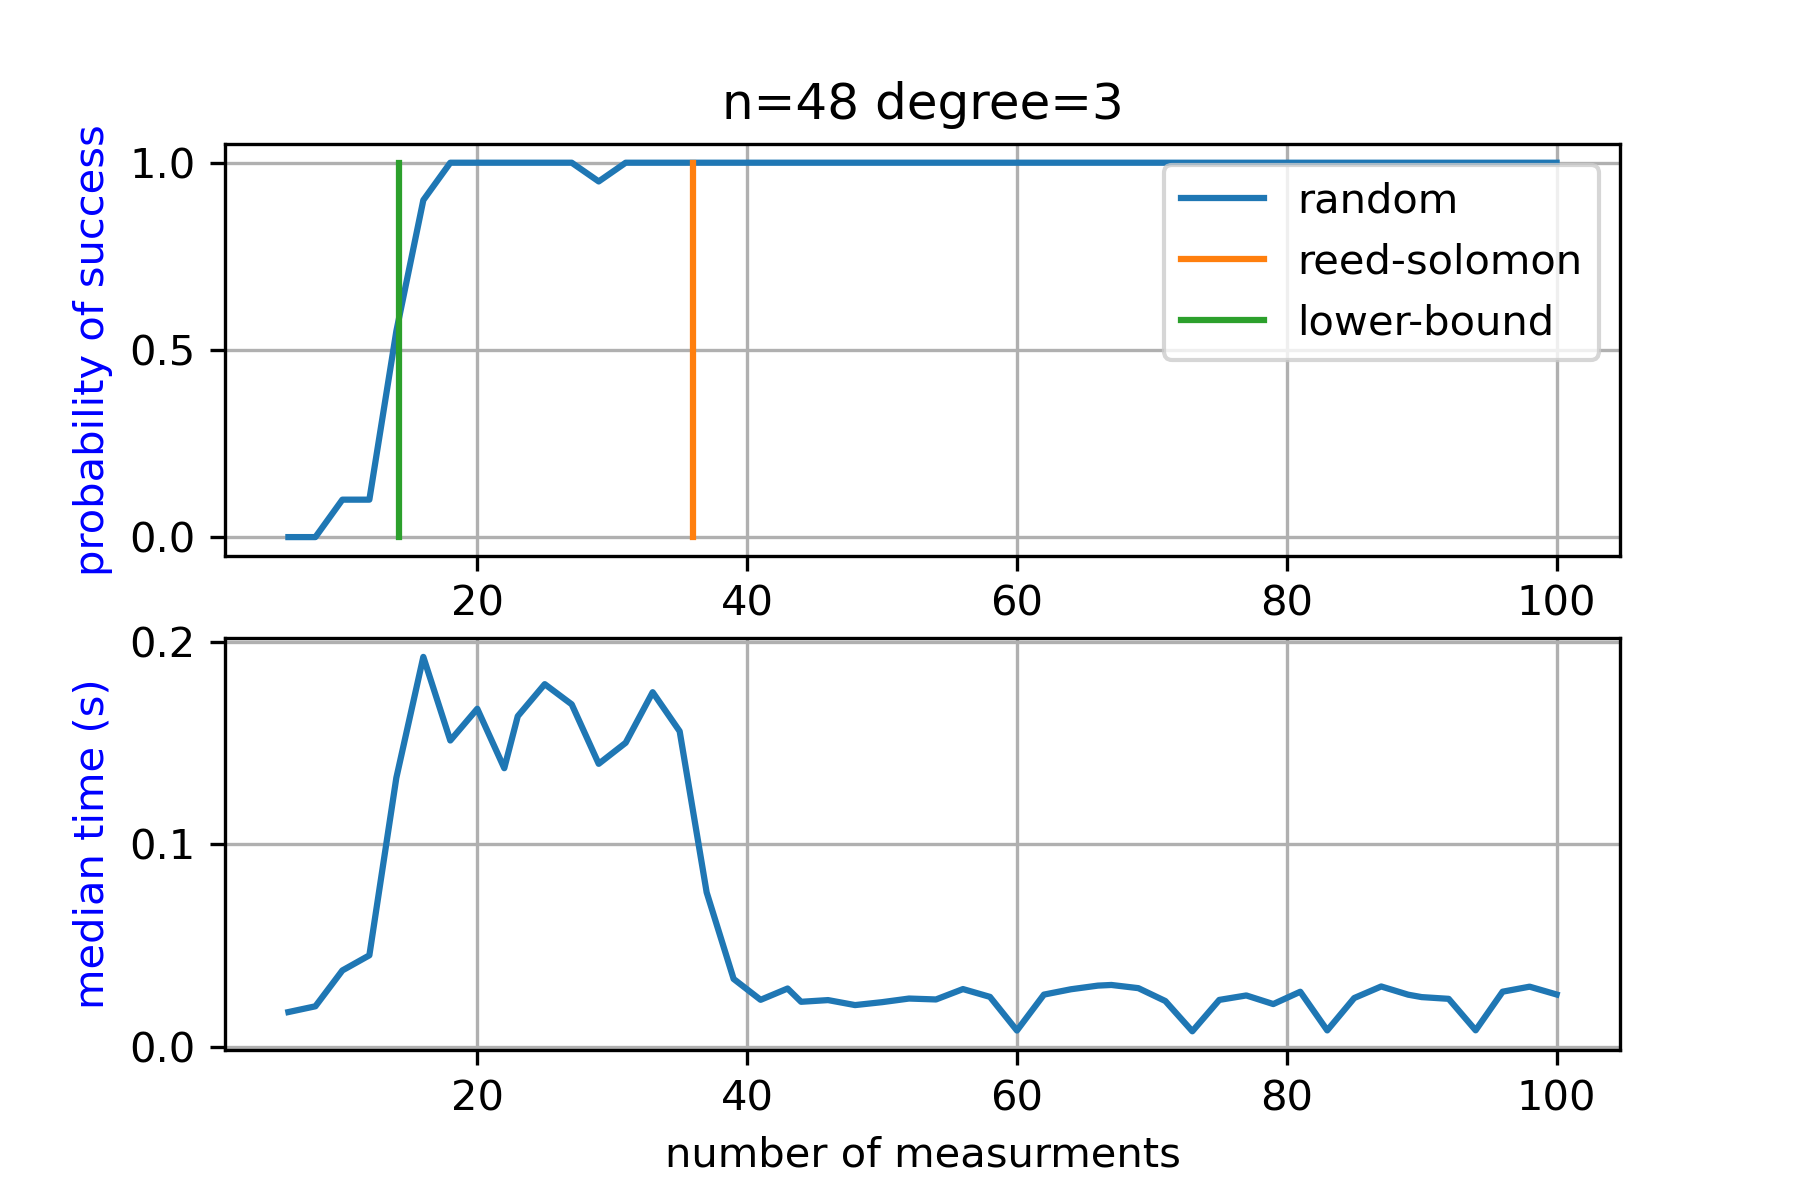 n=48 degree=3
probability of success
1.0
0.5
0.0
random
reed-solomon
lower-bound
20 40 60 80 100
median time (s)
0.2
0.1
0.0
20 40 60 80 100
number of measurments